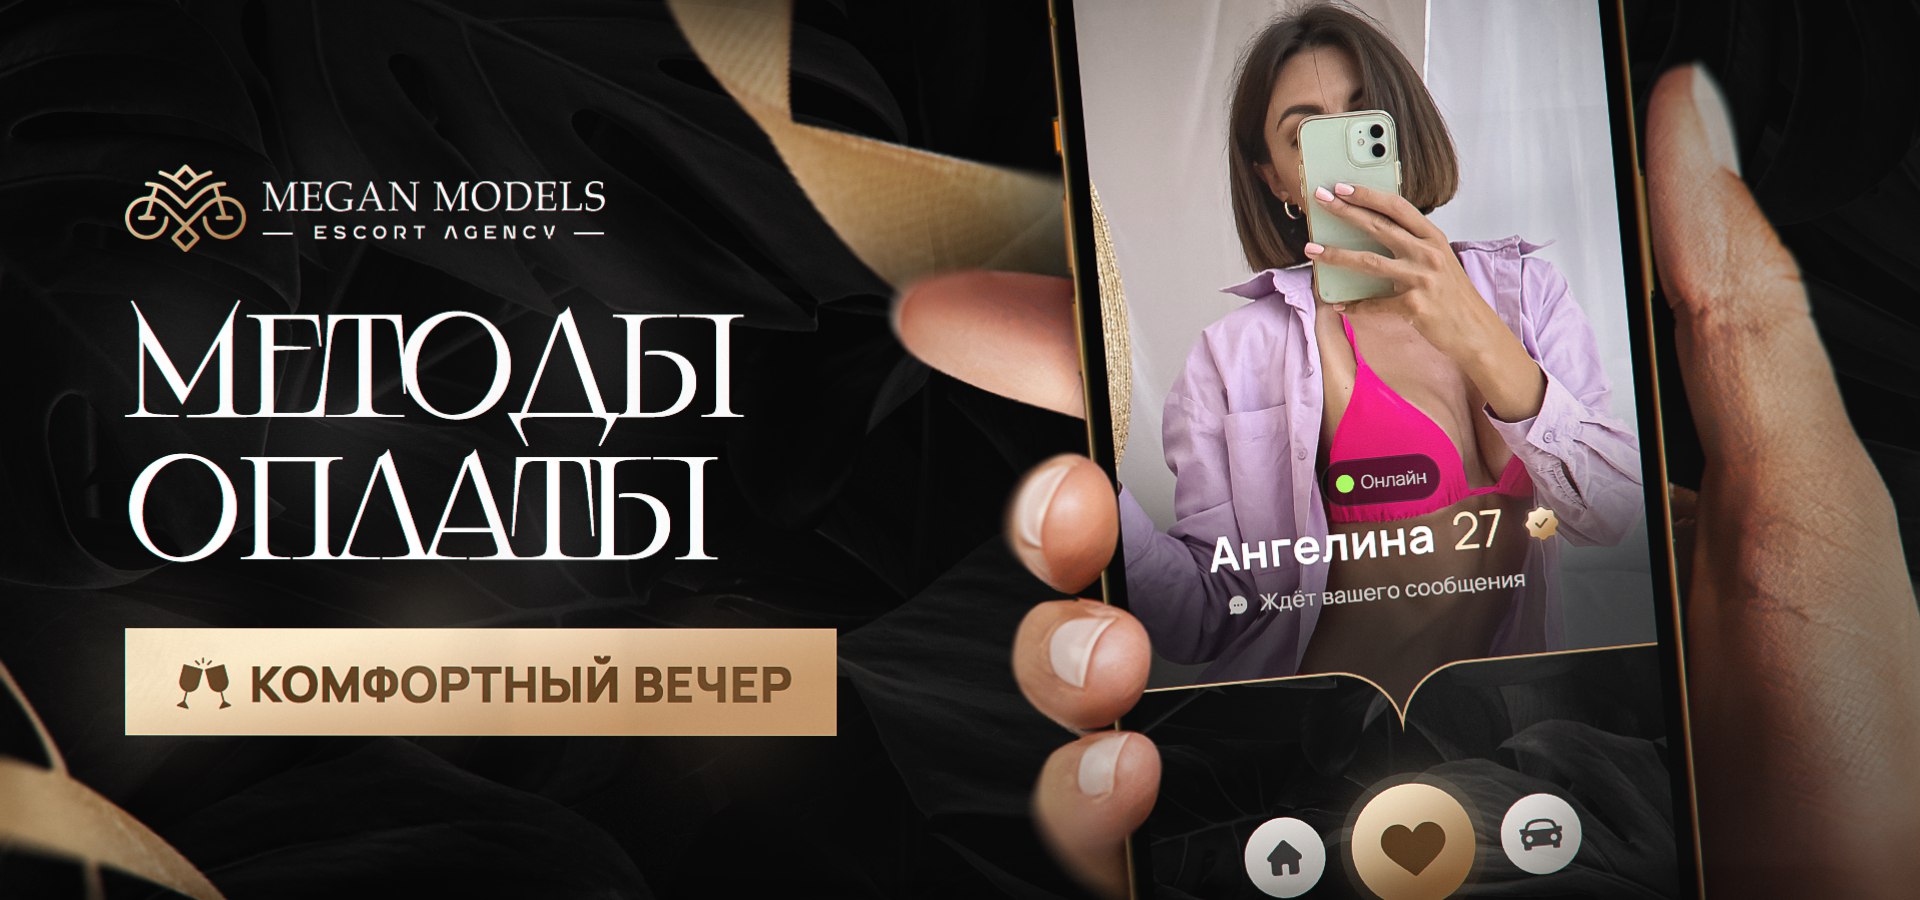 MEGAN MODELS
ESCORT AGENCY
МЕТОДЫ
ОПЛАТЫ
КОМФОРТНЫЙ ВЕЧЕР
Онлайн
Ангелина 27
Ждёт вашего сообщения